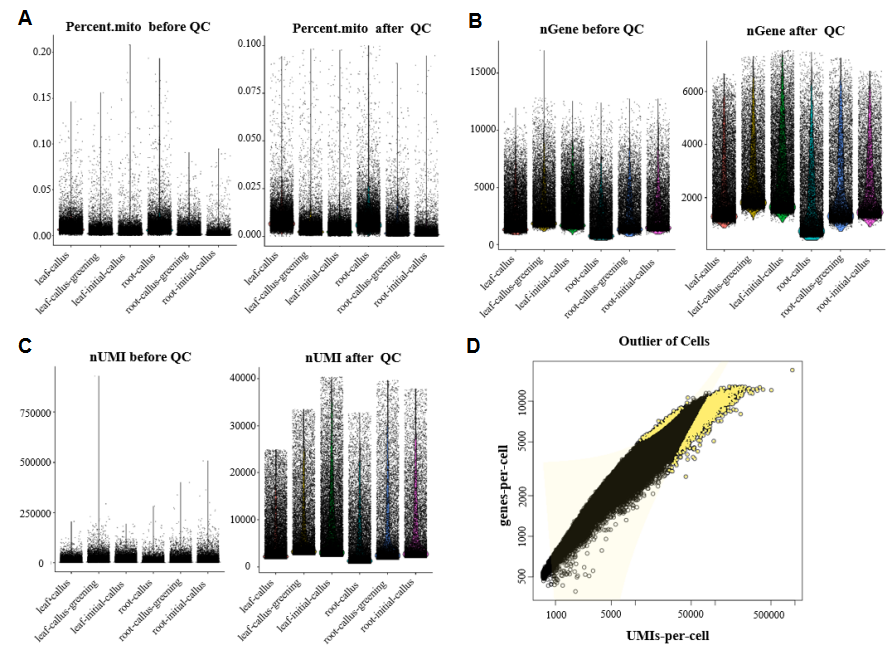 A
Percent.mito before QC
0.20
0.15
0.10
0.05
0.00
leaf-callus
leaf-callus-greening
leaf-initial-callus
root-callus
root-callus-greening
root-initial-callus
Percent.mito after QC
0.100
0.075
0.050
0.025
0.000
leaf-callus
leaf-callus-greening
leaf-initial-callus
root-callus
root-callus-greening
root-initial-callus
B
nGene before QC
15000
10000
5000
0
leaf-callus
leaf-callus-greening
leaf-initial-callus
root-callus
root-callus-greening
root-initial-callus
nGene after QC
6000
4000
2000
leaf-callus
leaf-callus-greening
leaf-initial-callus
root-callus
root-callus-greening
root-initial-callus
C
nUMI before QC
750000
500000
250000
0
leaf-callus
leaf-callus-greening
leaf-initial-callus
root-callus
root-callus-greening
root-initial-callus
nUMI after QC
40000
30000
20000
10000
0
leaf-callus
leaf-callus-greening
leaf-initial-callus
root-callus
root-callus-greening
root-initial-callus
D
Outlier of Cells
genes-per-cell
10000
5000
2000
1000
500
1000
5000
50000
500000
UMIs-per-cell